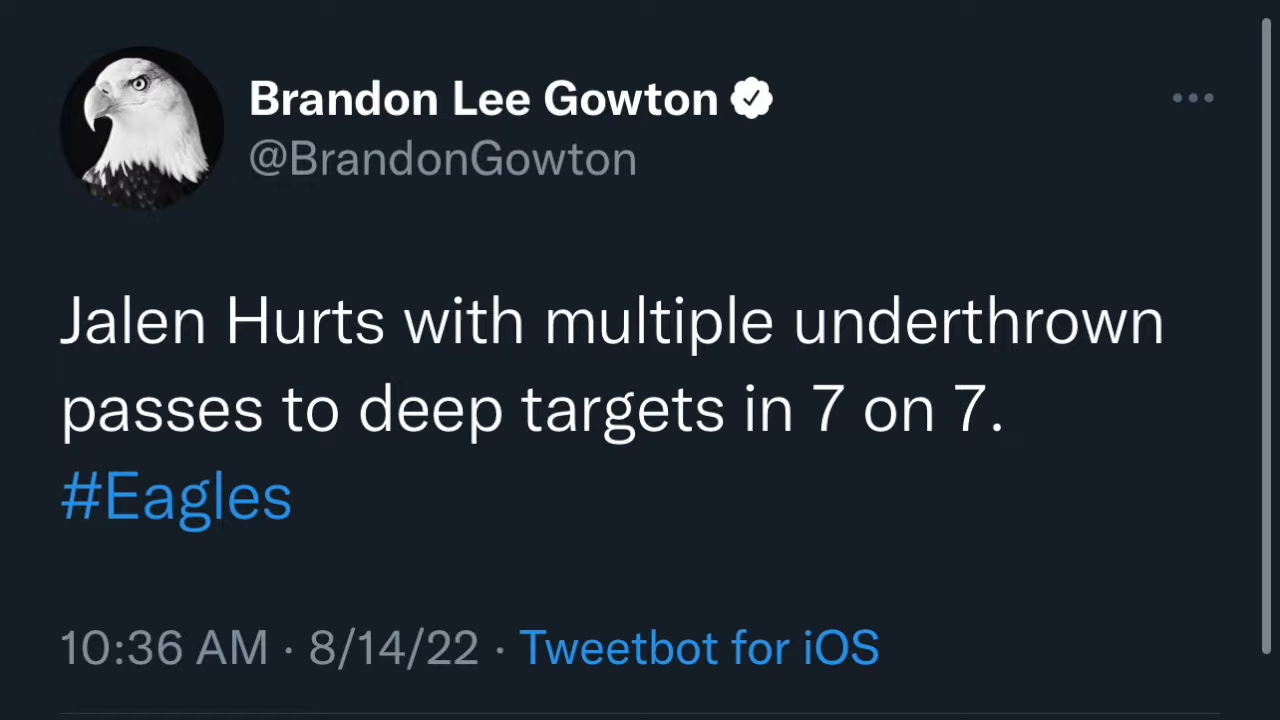 Brandon Lee Gowton
@BrandonGowton
Jalen Hurts with multiple underthrown
passes to deep targets in 7 on 7.
#Eagles
10:36 AM · 8/14/22 · Tweetbot for iOS